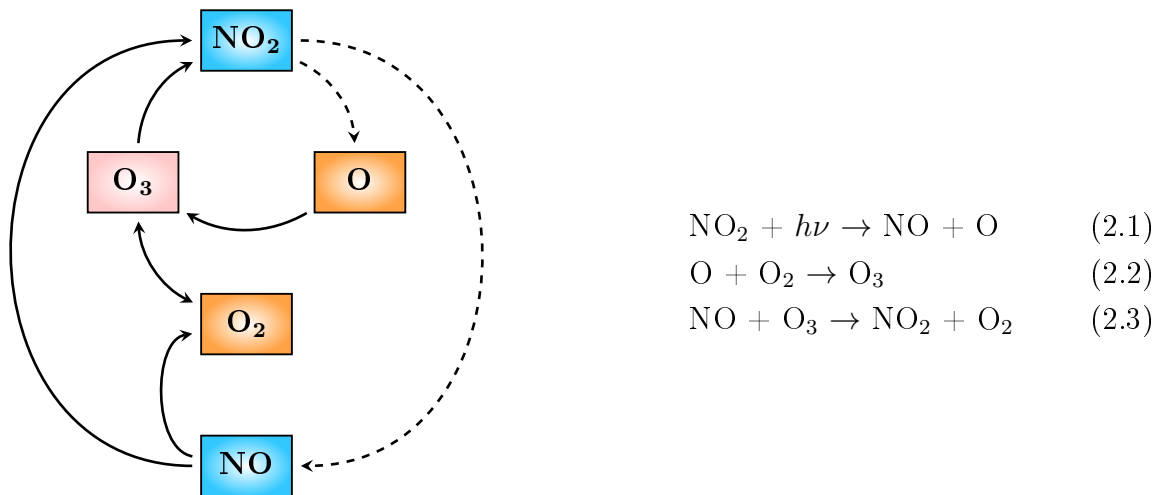 NO₂
O₃
O
O₂
NO
NO₂ + hν → NO + O (2.1)
O + O₂ → O₃ (2.2)
NO + O₃ → NO₂ + O₂ (2.3)